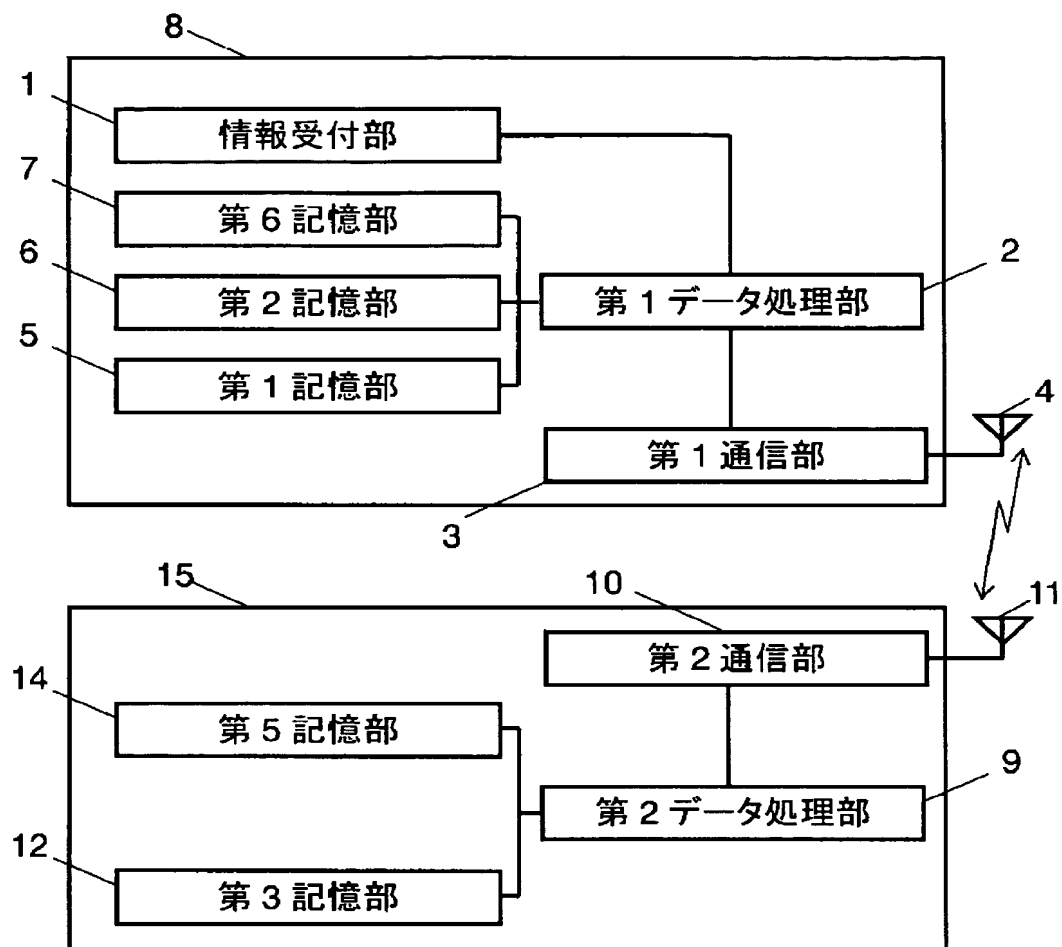 8
1
情報受付部
7
第6記憶部
6
第2記憶部
2
第1データ処理部
5
第1記憶部
4
第1通信部
3
15
10
11
第2通信部
14
第5記憶部
9
第2データ処理部
12
第3記憶部